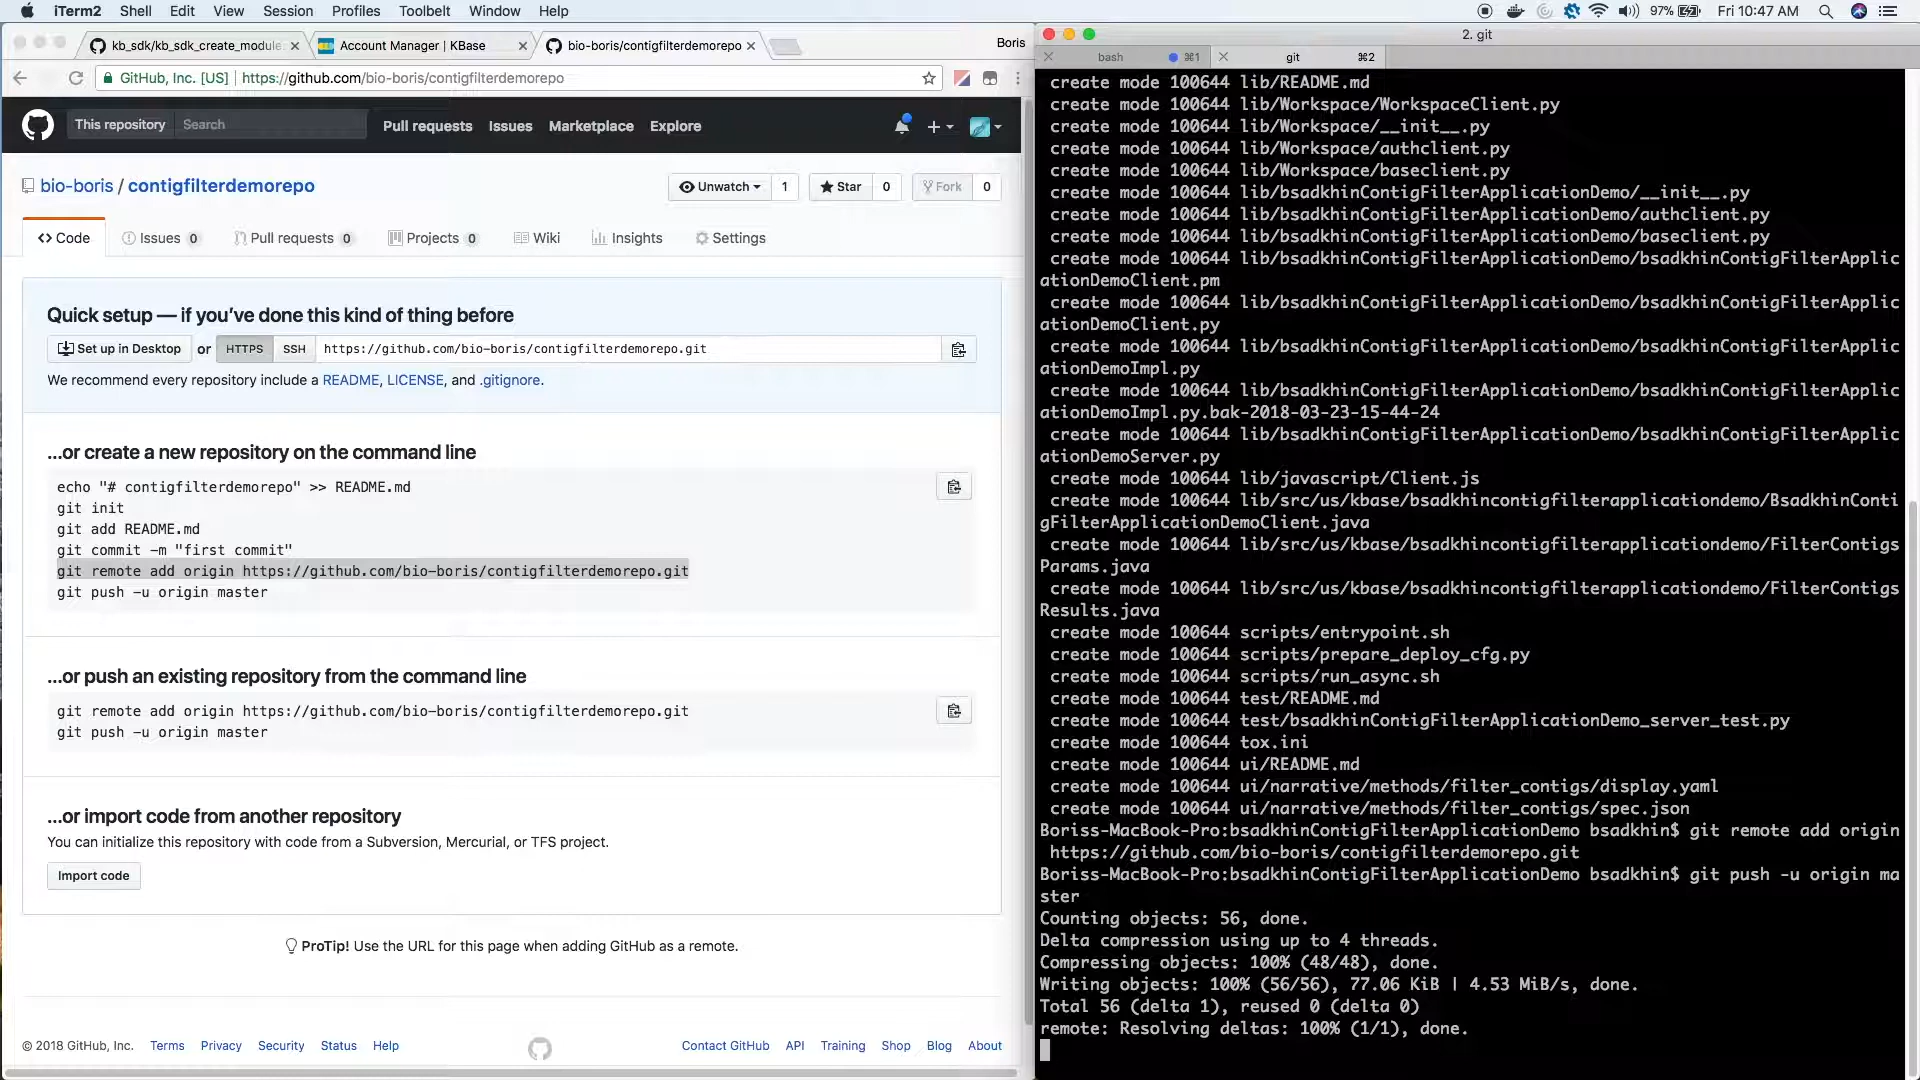 iTerm2 Shell Edit View Session Profiles Toolbelt Window Help 97% Fri 10:47 AM
kb_sdk/kb_sdk_create_module. Account Manager | KBase bio-boris/contigfilterdemorepo Boris
GitHub, Inc. [US] https://github.com/bio-boris/contigfilterdemorepo
This repository Search Pull requests Issues Marketplace Explore
bio-boris / contigfilterdemorepo Unwatch 1 Star 0 Fork 0
Code Issues 0 Pull requests 0 Projects 0 Wiki Insights Settings
Quick setup — if you've done this kind of thing before
Set up in Desktop or HTTPS SSH https://github.com/bio-boris/contigfilterdemorepo.git
We recommend every repository include a README, LICENSE, and .gitignore.
...or create a new repository on the command line
echo "# contigfilterdemorepo" >> README.md
git init
git add README.md
git commit -m "first commit"
git remote add origin https://github.com/bio-boris/contigfilterdemorepo.git
git push -u origin master
...or push an existing repository from the command line
git remote add origin https://github.com/bio-boris/contigfilterdemorepo.git
git push -u origin master
...or import code from another repository
You can initialize this repository with code from a Subversion, Mercurial, or TFS project.
Import code
ProTip! Use the URL for this page when adding GitHub as a remote.
© 2018 GitHub, Inc. Terms Privacy Security Status Help Contact GitHub API Training Shop Blog About
2. git
bash ⌘1 git ⌘2
create mode 100644 lib/README.md
create mode 100644 lib/Workspace/WorkspaceClient.py
create mode 100644 lib/Workspace/__init__.py
create mode 100644 lib/Workspace/authclient.py
create mode 100644 lib/Workspace/baseclient.py
create mode 100644 lib/bsadkhinContigFilterApplicationDemo/__init__.py
create mode 100644 lib/bsadkhinContigFilterApplicationDemo/authclient.py
create mode 100644 lib/bsadkhinContigFilterApplicationDemo/baseclient.py
create mode 100644 lib/bsadkhinContigFilterApplicationDemo/bsadkhinContigFilterApplic
ationDemoClient.pm
create mode 100644 lib/bsadkhinContigFilterApplicationDemo/bsadkhinContigFilterApplic
ationDemoClient.py
create mode 100644 lib/bsadkhinContigFilterApplicationDemo/bsadkhinContigFilterApplic
ationDemoImpl.py
create mode 100644 lib/bsadkhinContigFilterApplicationDemo/bsadkhinContigFilterApplic
ationDemoImpl.py.bak-2018-03-23-15-44-24
create mode 100644 lib/bsadkhinContigFilterApplicationDemo/bsadkhinContigFilterApplic
ationDemoServer.py
create mode 100644 lib/javascript/Client.js
create mode 100644 lib/src/us/kbase/bsadkhincontigfilterapplicationdemo/BsadkhinConti
gFilterApplicationDemoClient.java
create mode 100644 lib/src/us/kbase/bsadkhincontigfilterapplicationdemo/FilterContigs
Params.java
create mode 100644 lib/src/us/kbase/bsadkhincontigfilterapplicationdemo/FilterContigs
Results.java
create mode 100644 scripts/entrypoint.sh
create mode 100644 scripts/prepare_deploy_cfg.py
create mode 100644 scripts/run_async.sh
create mode 100644 test/README.md
create mode 100644 test/bsadkhinContigFilterApplicationDemo_server_test.py
create mode 100644 tox.ini
create mode 100644 ui/README.md
create mode 100644 ui/narrative/methods/filter_contigs/display.yaml
create mode 100644 ui/narrative/methods/filter_contigs/spec.json
Boriss-MacBook-Pro:bsadkhinContigFilterApplicationDemo bsadkhin$ git remote add origin
https://github.com/bio-boris/contigfilterdemorepo.git
Boriss-MacBook-Pro:bsadkhinContigFilterApplicationDemo bsadkhin$ git push -u origin ma
ster
Counting objects: 56, done.
Delta compression using up to 4 threads.
Compressing objects: 100% (48/48), done.
Writing objects: 100% (56/56), 77.06 KiB | 4.53 MiB/s, done.
Total 56 (delta 1), reused 0 (delta 0)
remote: Resolving deltas: 100% (1/1), done.